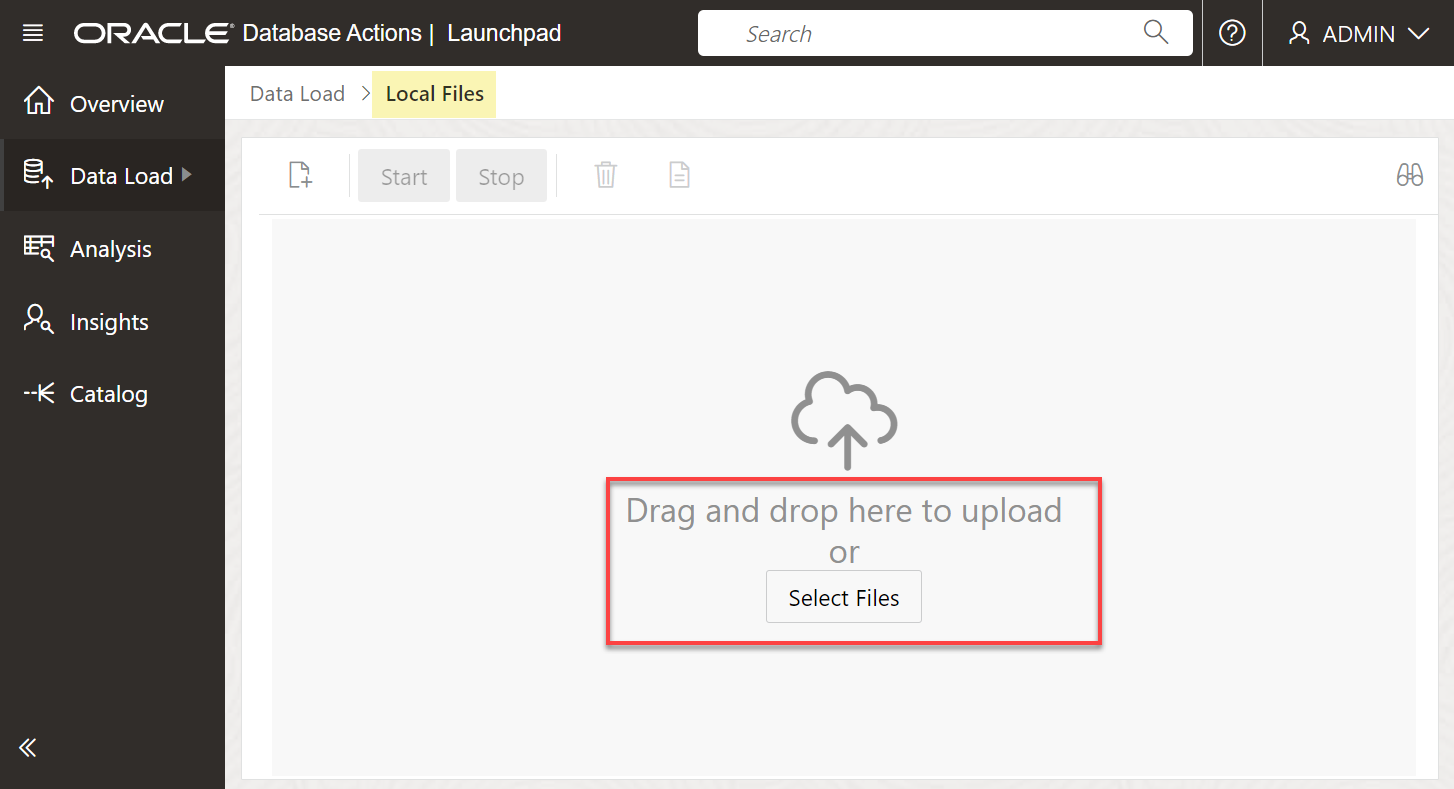 ORACLE® Database Actions | Launchpad
Search
ADMIN
Overview
Data Load
Analysis
Insights
Catalog
Data Load > Local Files
Start
Stop
Drag and drop here to upload
or
Select Files